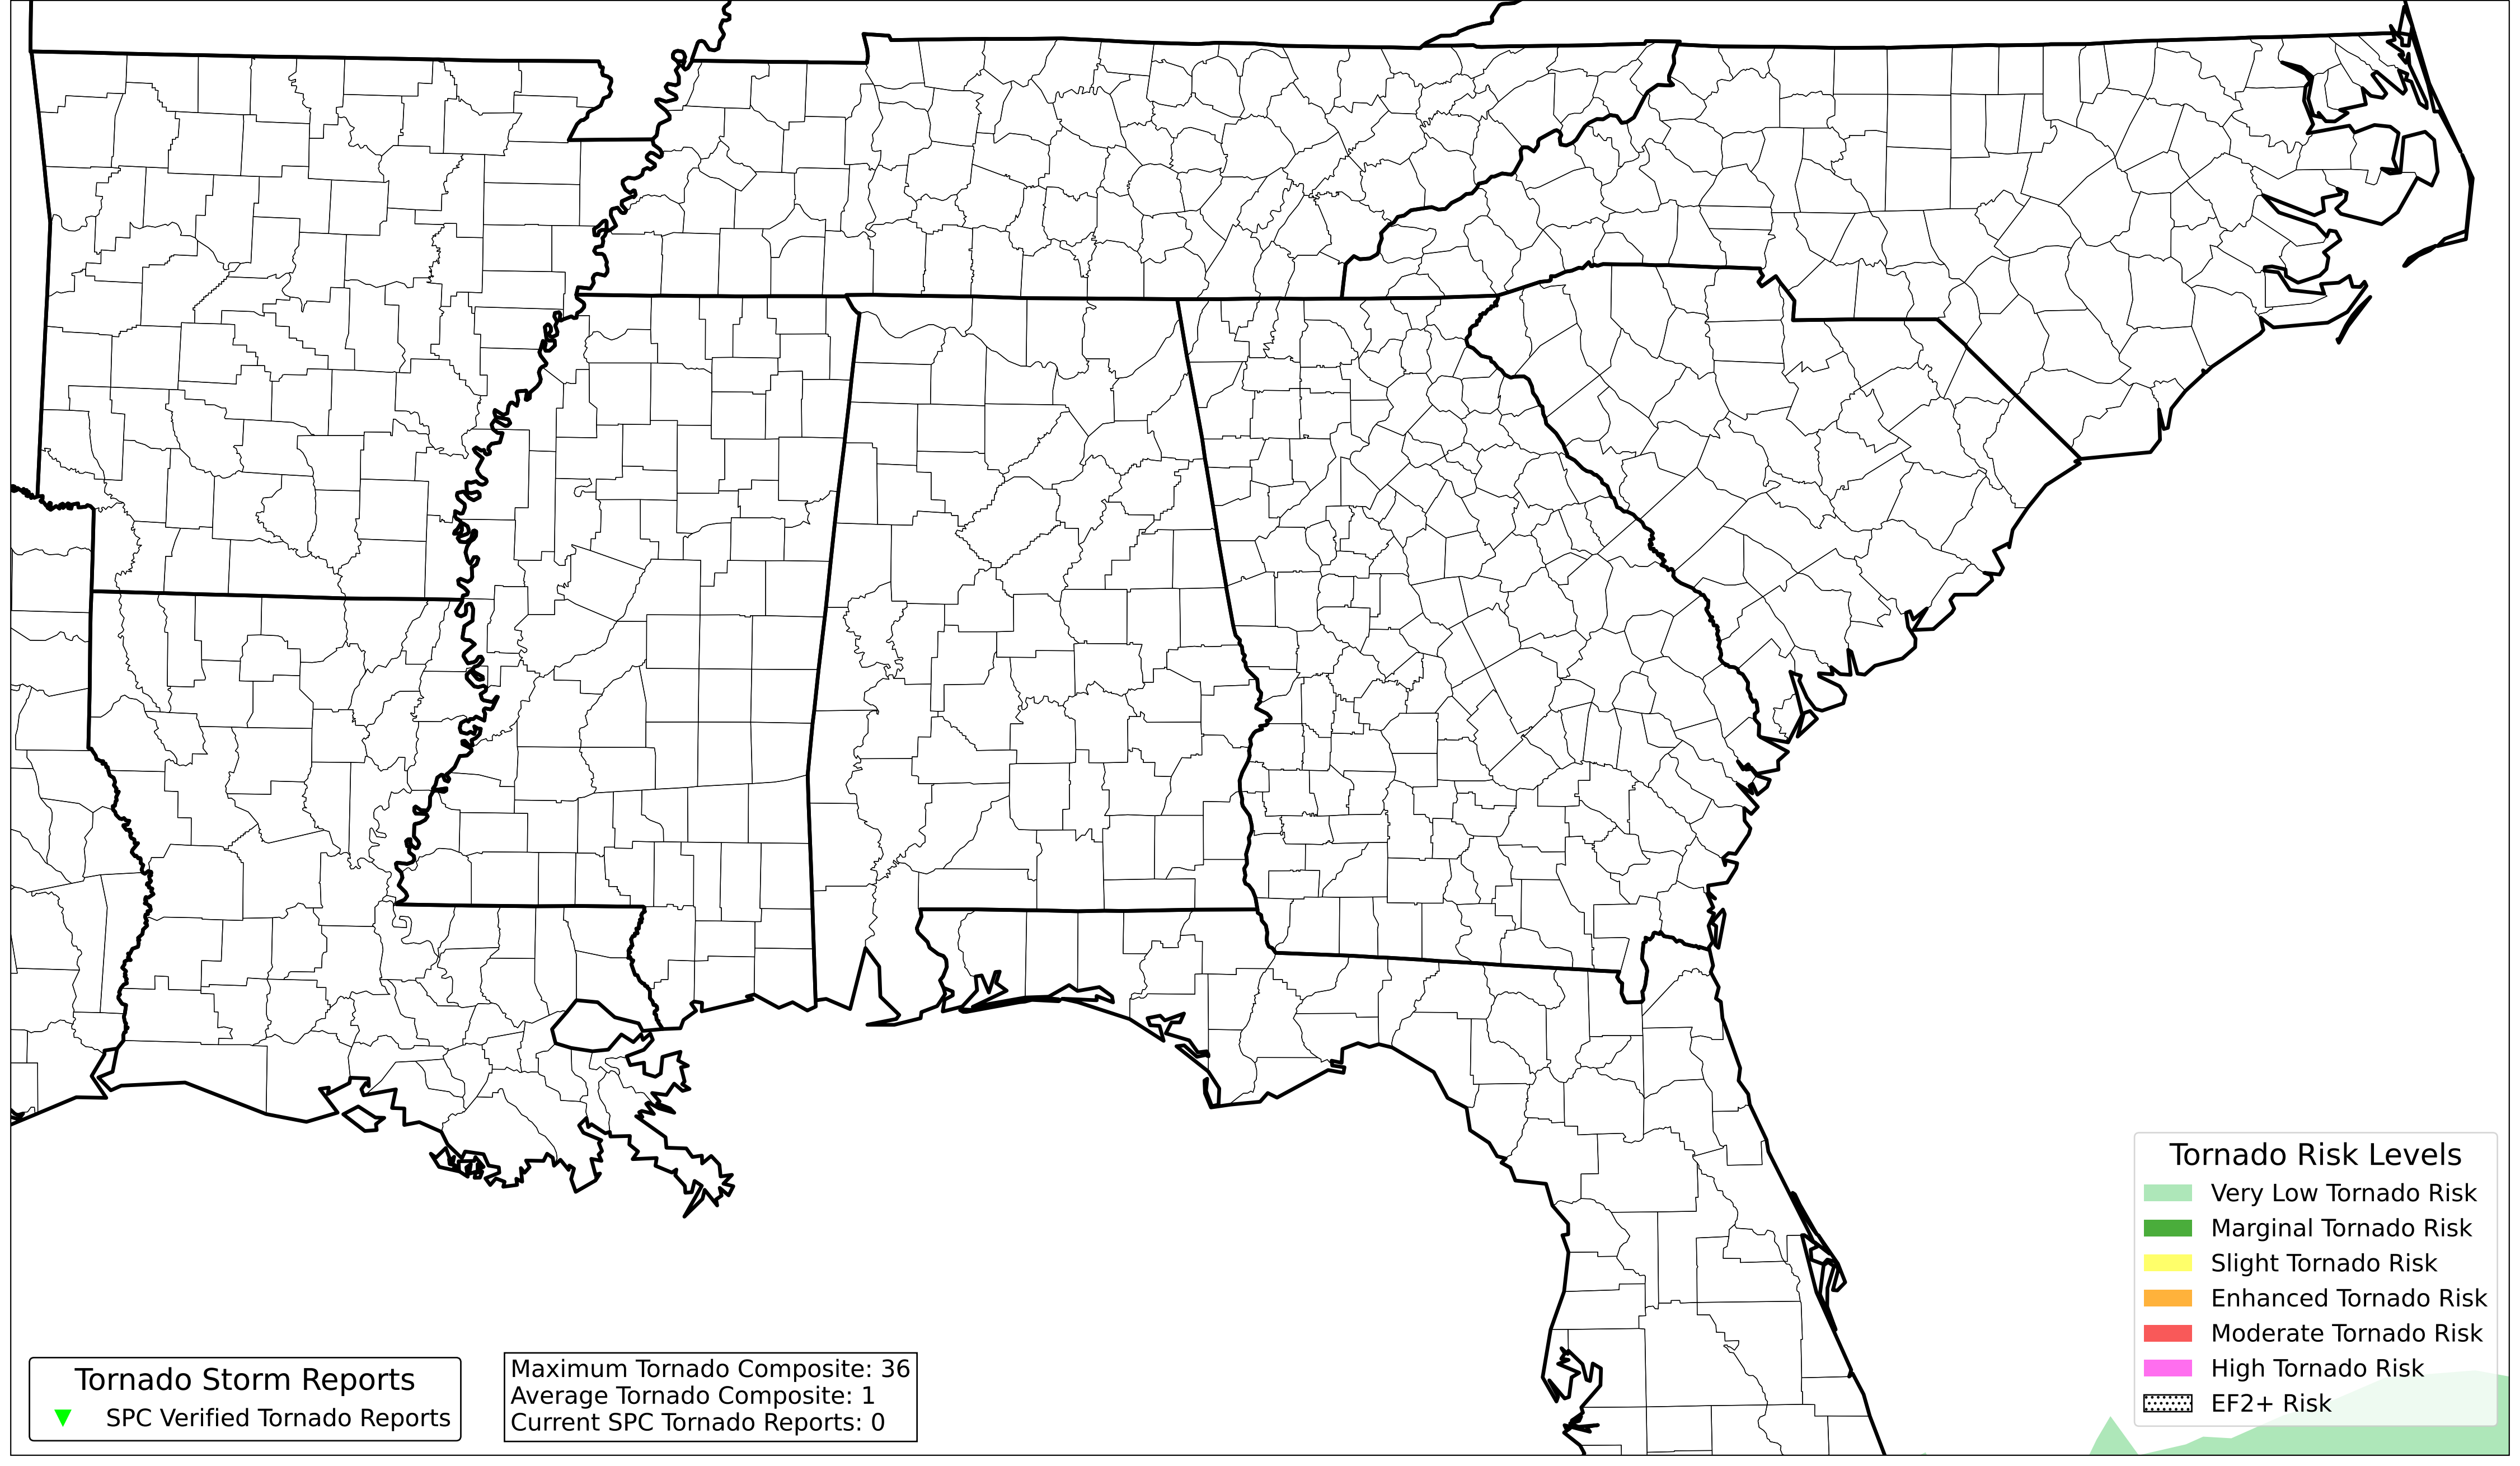 Tornado Risk Levels
Very Low Tornado Risk
Marginal Tornado Risk
Slight Tornado Risk
Enhanced Tornado Risk
Moderate Tornado Risk
High Tornado Risk
EF2+ Risk
Tornado Storm Reports
SPC Verified Tornado Reports
Maximum Tornado Composite: 36
Average Tornado Composite: 1
Current SPC Tornado Reports: 0